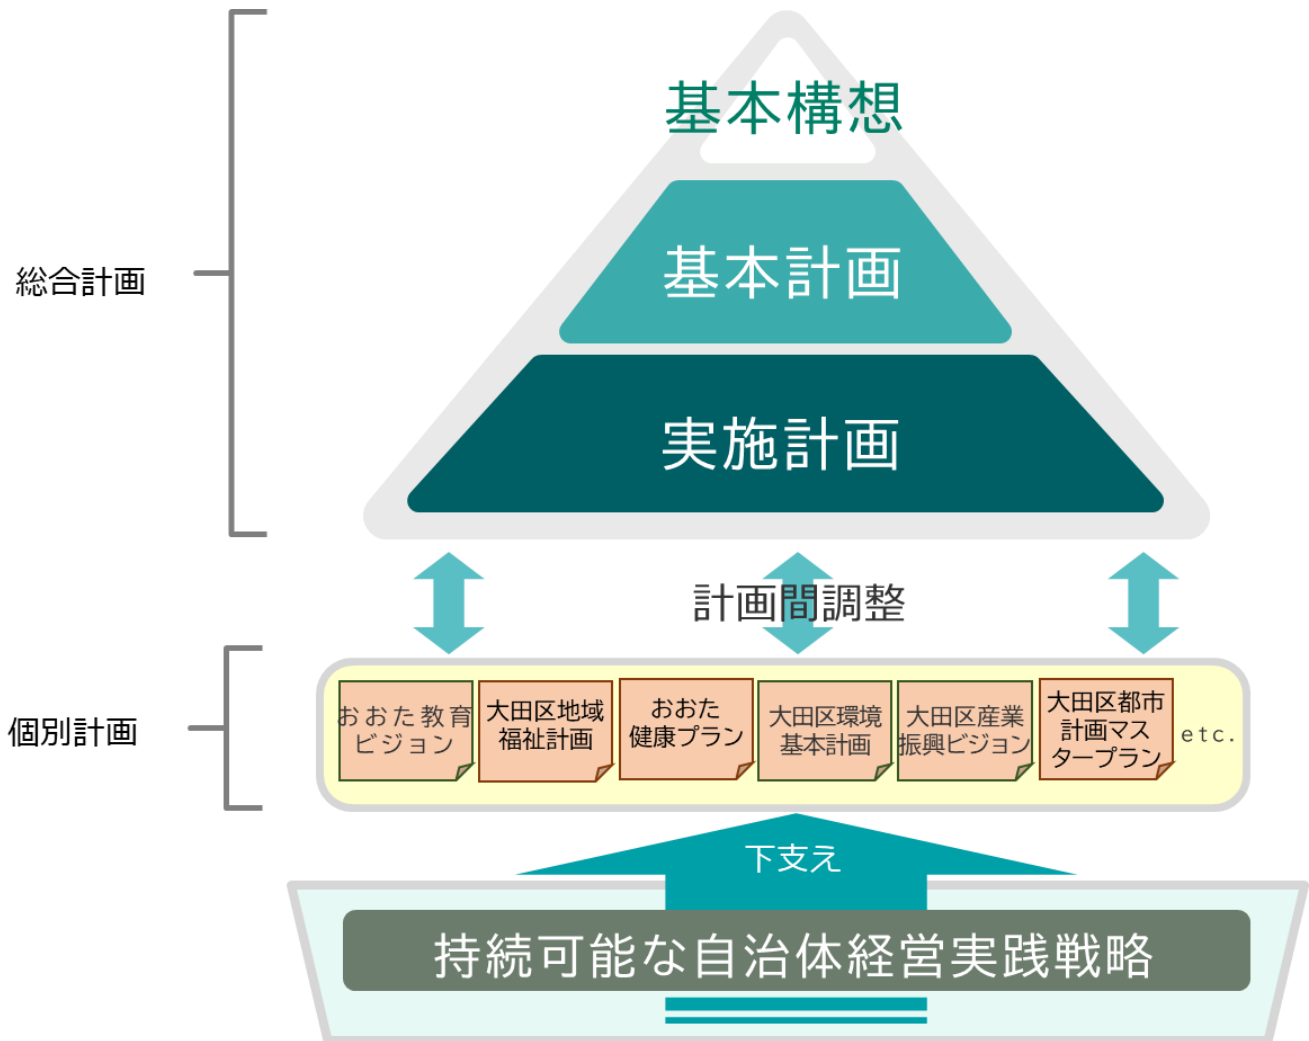 基本構想
基本計画
総合計画
実施計画
計画間調整
個別計画
おおた教育
ビジョン
大田区地域
福祉計画
おおた
健康プラン
大田区環境
基本計画
大田区産業
振興ビジョン
大田区都市
計画マス
タープラン
etc.
下支え
持続可能な自治体経営実践戦略